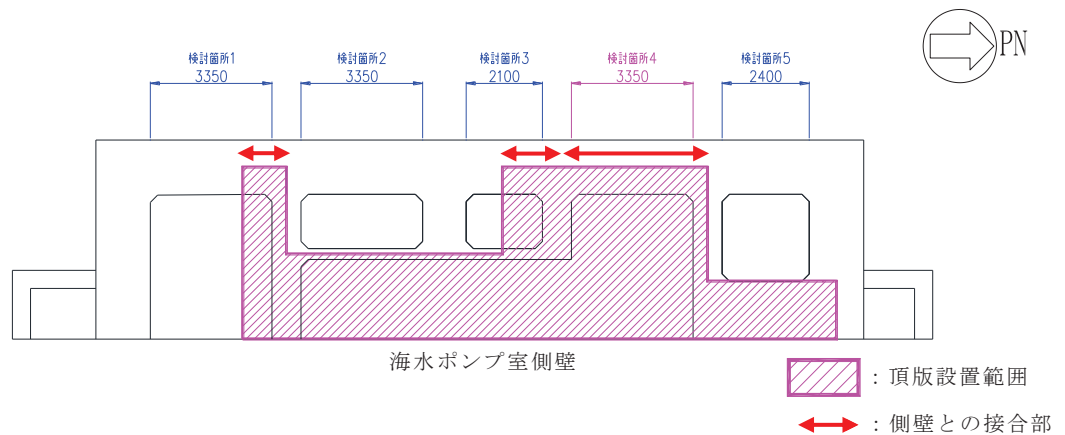 検討箇所1
3350
検討箇所2
3350
検討箇所3
2100
検討箇所4
3350
検討箇所5
2400
PN
海水ポンプ室側壁
：頂版設置範囲
：側壁との接合部